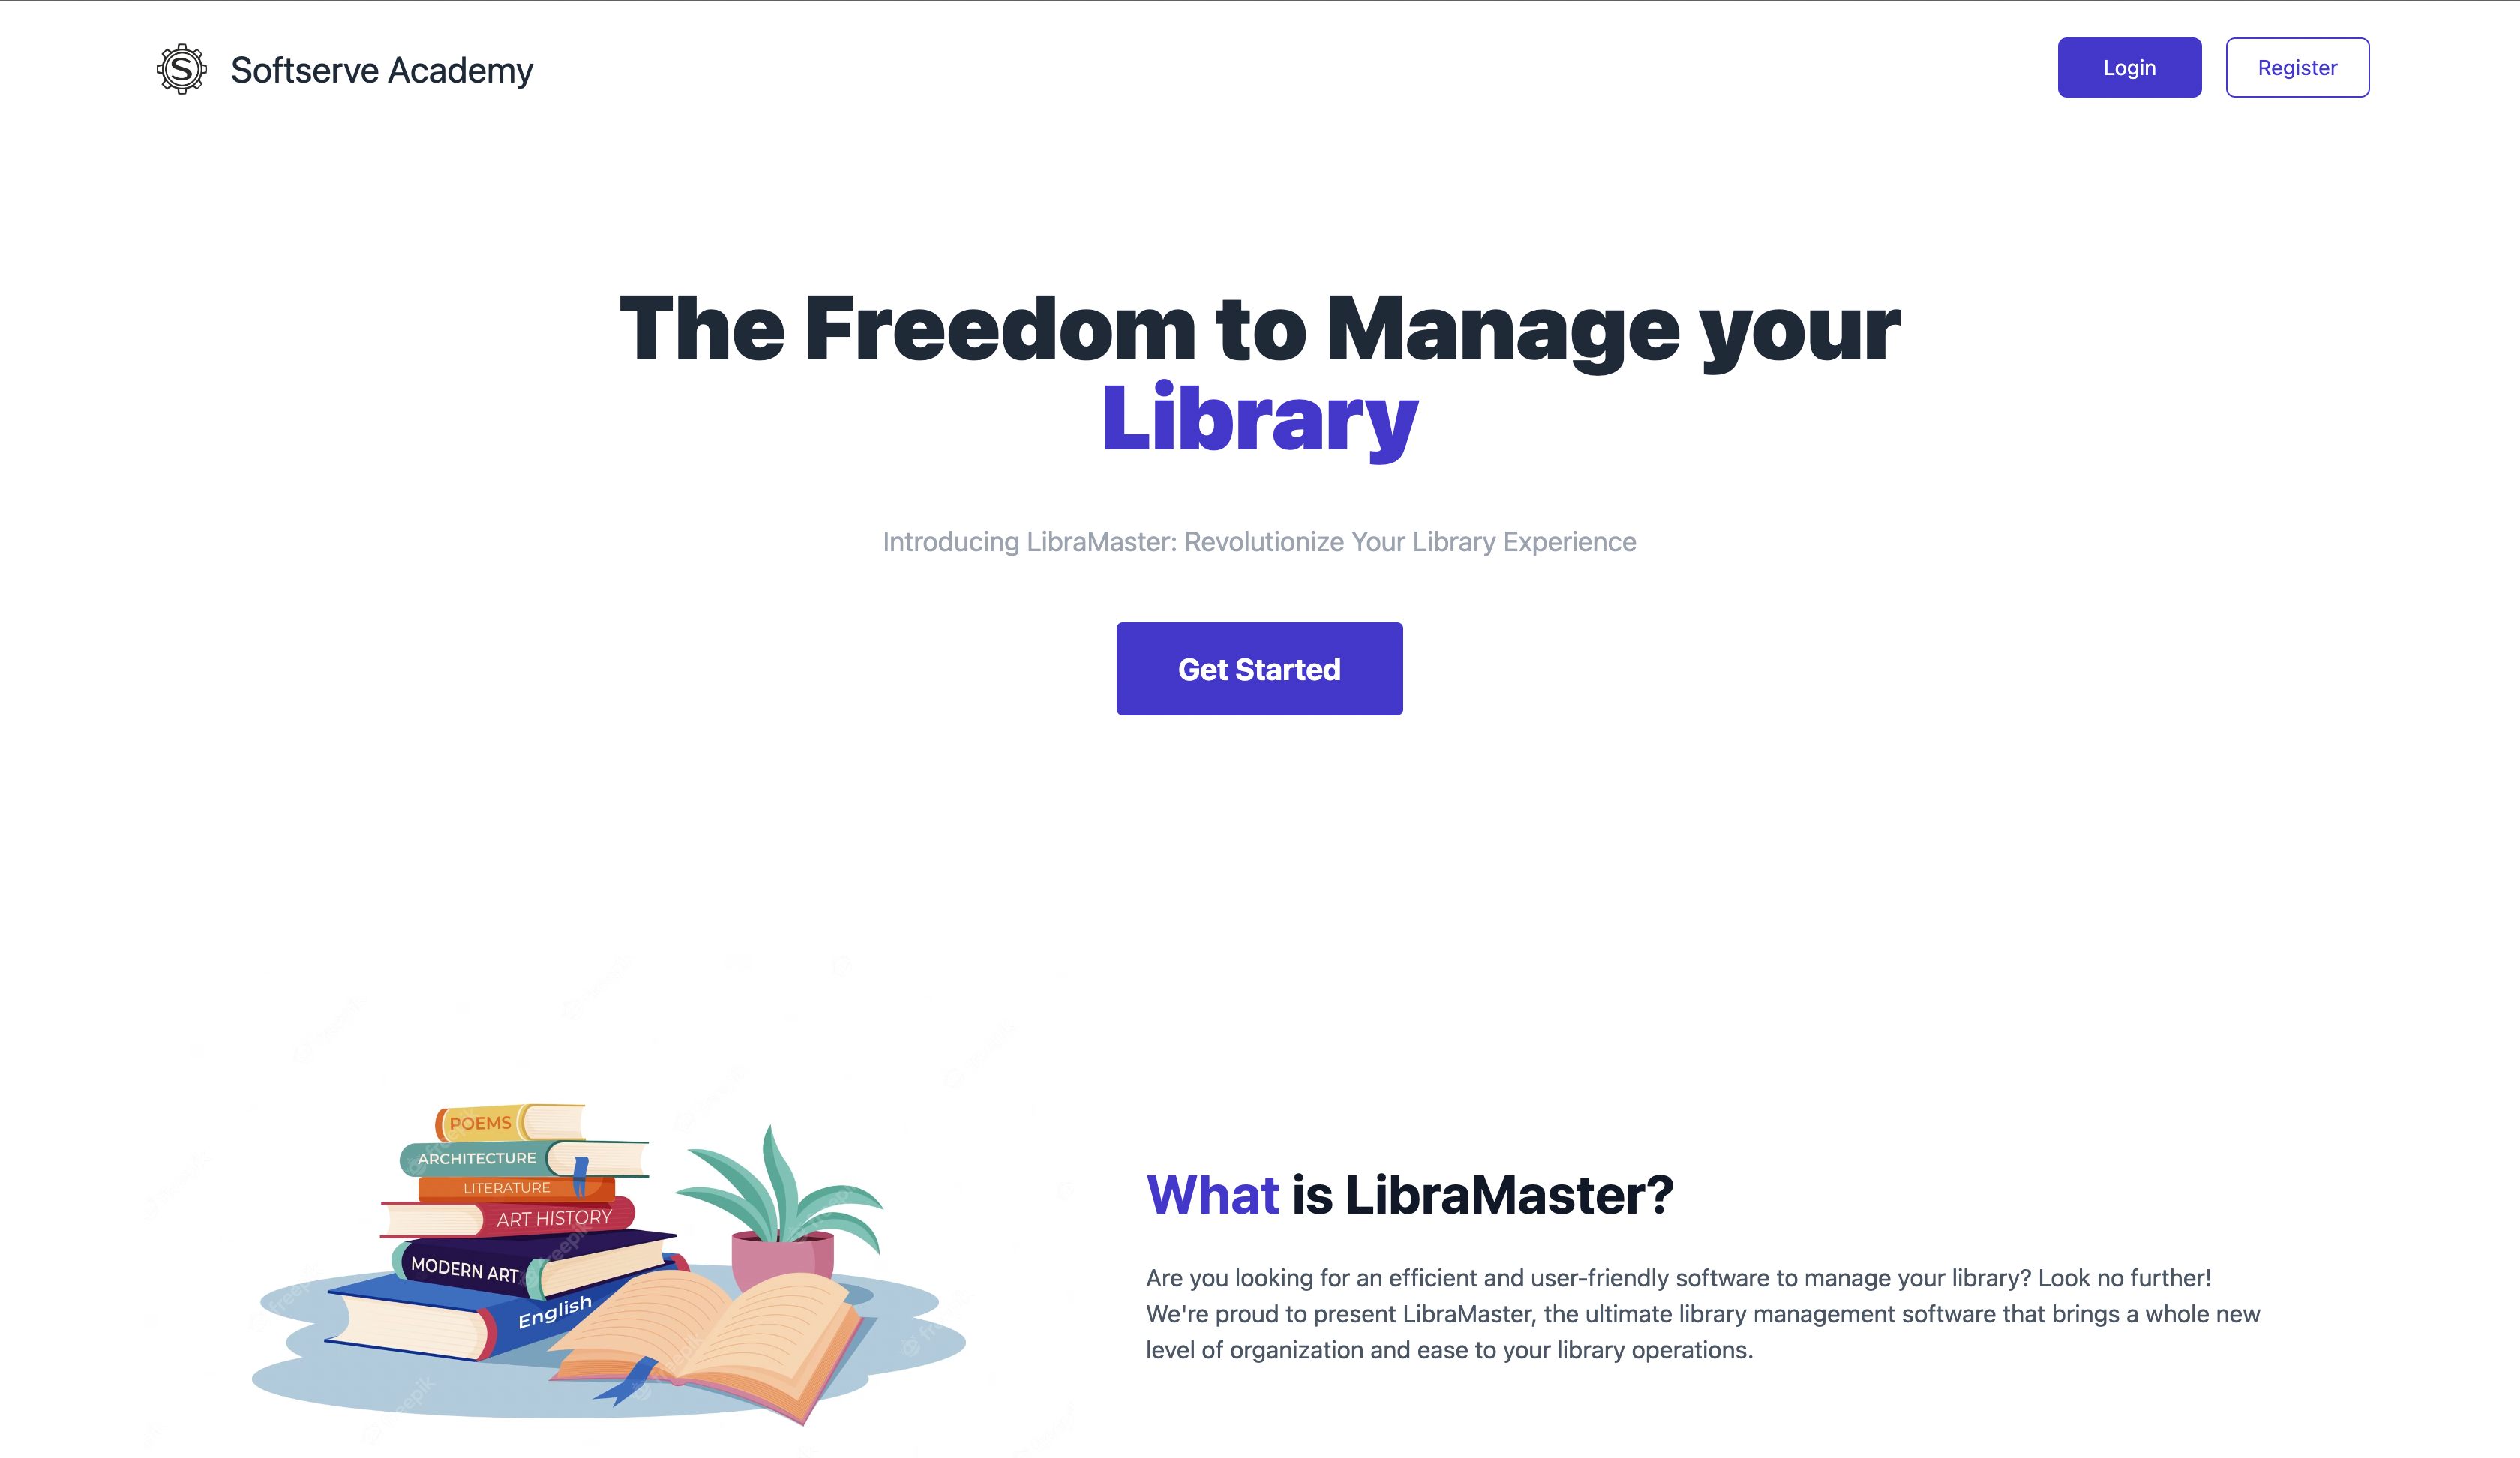 Softserve Academy
Login
Register
The Freedom to Manage your
Library
Introducing LibraMaster: Revolutionize Your Library Experience
Get Started
POEMS
ARCHITECTURE
LITERATURE
ART HISTORY
MODERN ART
English
What is LibraMaster?
Are you looking for an efficient and user-friendly software to manage your library? Look no further!
We're proud to present LibraMaster, the ultimate library management software that brings a whole new
level of organization and ease to your library operations.